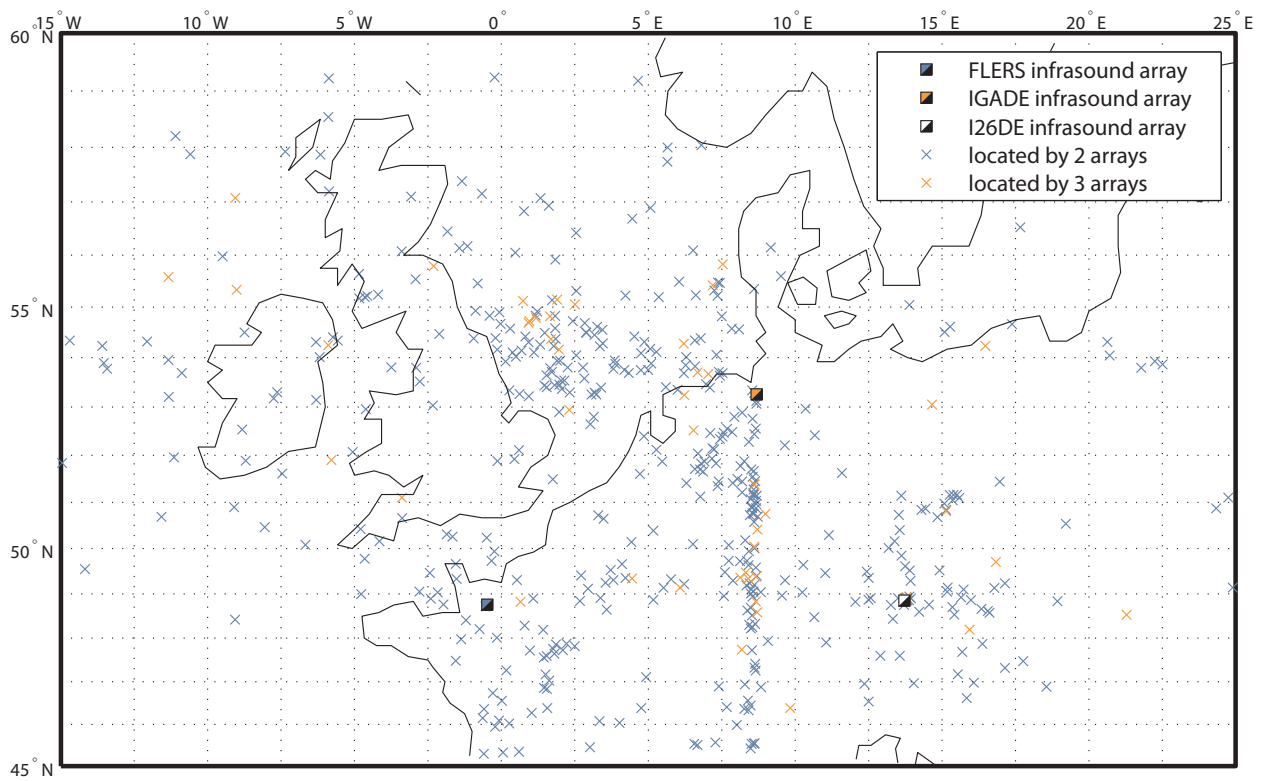 15° W 10° W 5° W 0° E 5° E 10° E 15° E 20° E 25° E
60° N
55° N
50° N
45° N
FLERS infrasound array
IGADE infrasound array
I26DE infrasound array
located by 2 arrays
located by 3 arrays